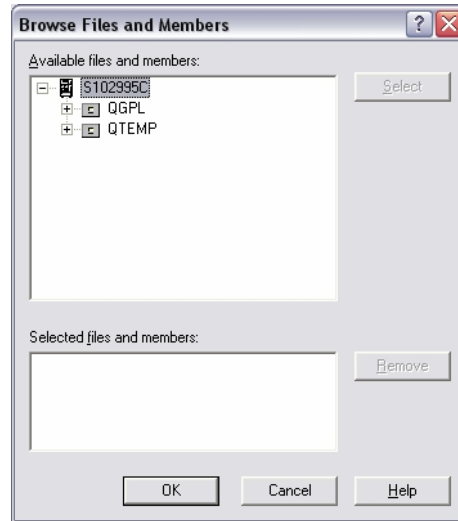 Browse Files and Members
Available files and members:
S102995C
Select
QGPL
QTEMP
Selected files and members:
Remove
OK
Cancel
Help